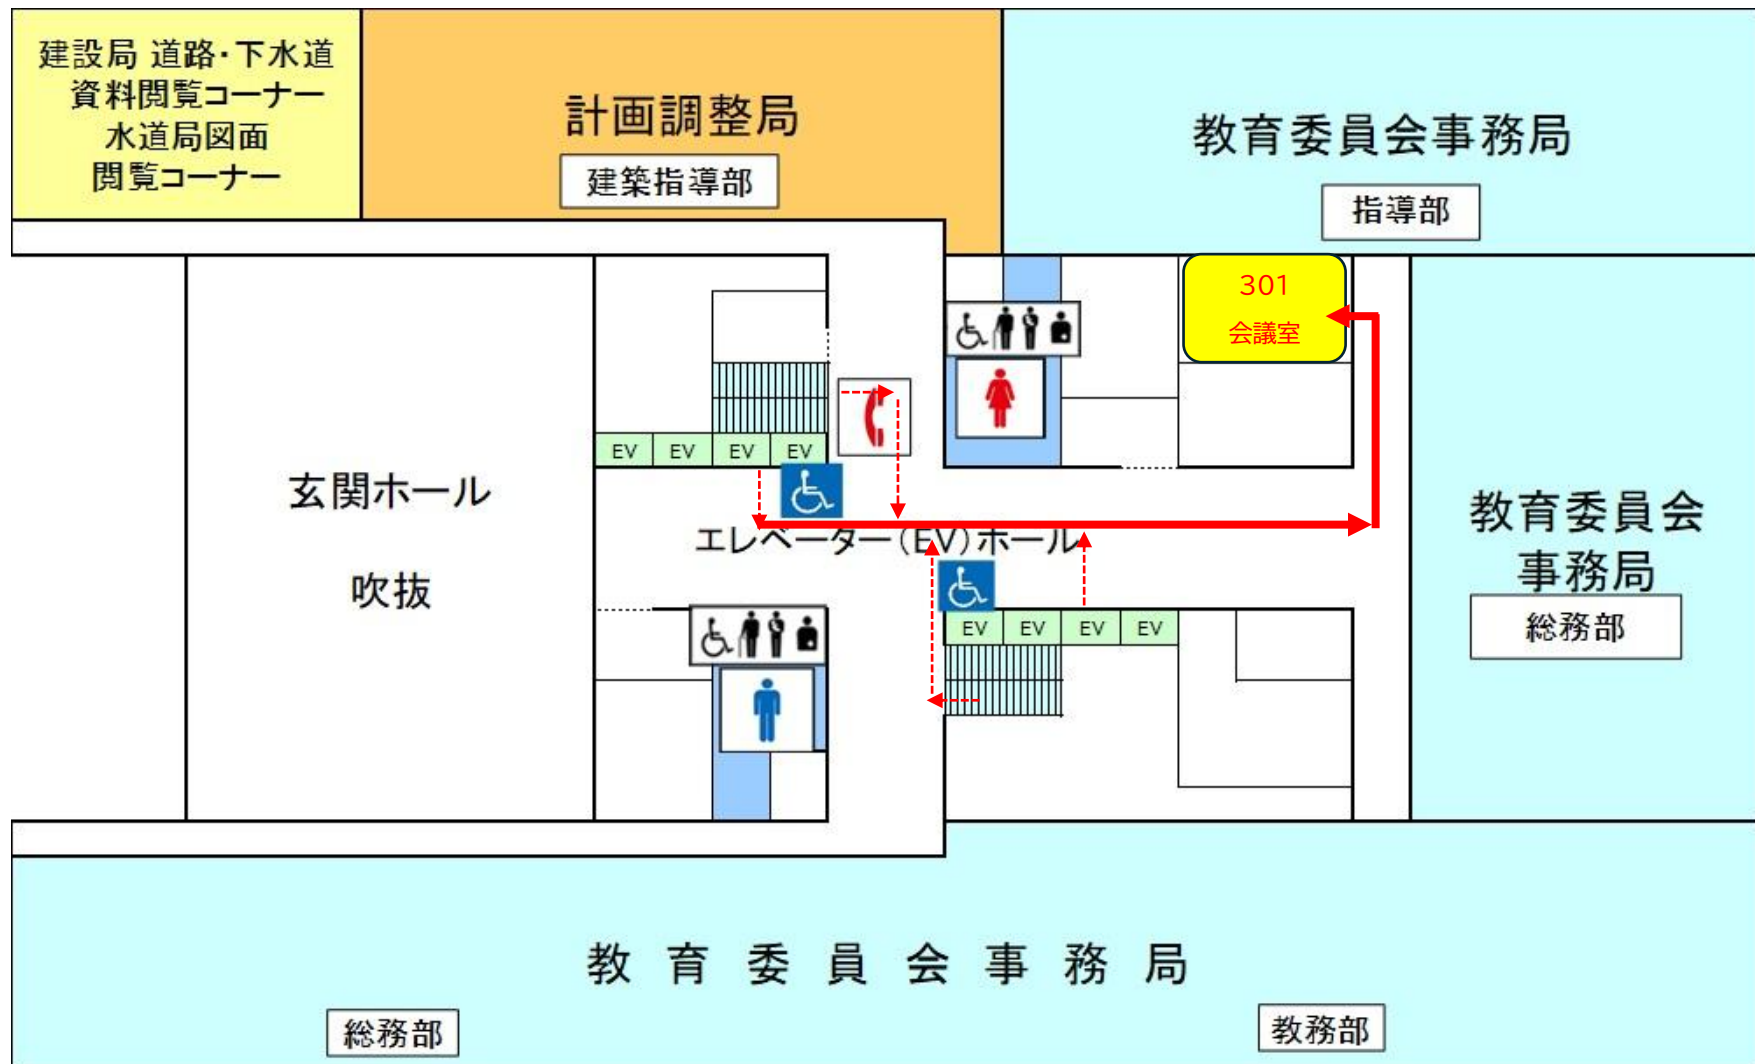 建設局 道路・下水道
資料閲覧コーナー
水道局図面
閲覧コーナー
計画調整局
建築指導部
教育委員会事務局
指導部
301
会議室
EV EV EV EV
玄関ホール
吹抜
エレベーター(EV)ホール
教育委員会
事務局
総務部
EV EV EV EV
教育委員会事務局
総務部
教務部